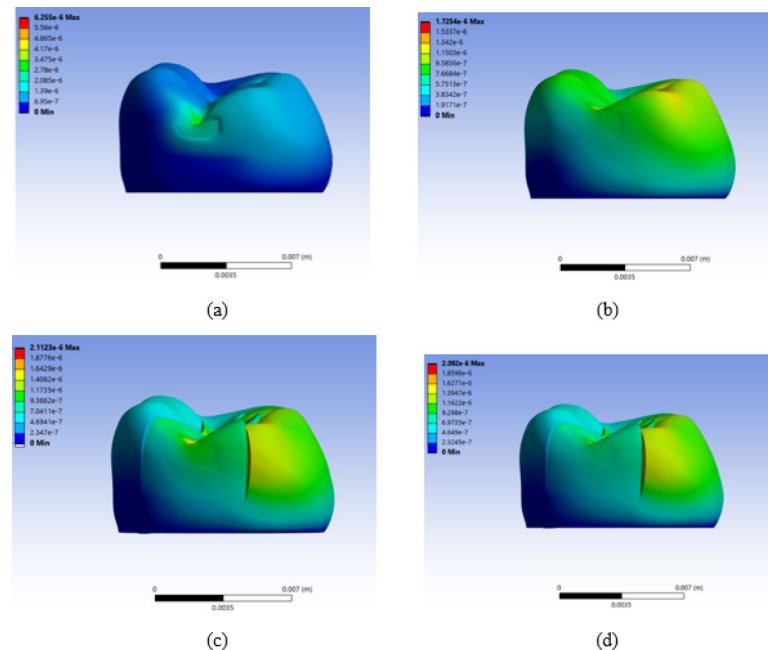 6.255e-6 Max
5.56e-6
4.865e-6
4.17e-6
3.475e-6
2.78e-6
2.085e-6
1.39e-6
6.95e-7
0 Min
0
0.007 (m)
0.0035
(a)
1.7254e-6 Max
1.5337e-6
1.342e-6
1.1503e-6
9.5856e-7
7.6684e-7
5.7513e-7
3.8342e-7
1.9171e-7
0 Min
0
0.007 (m)
0.0035
(b)
2.1123e-6 Max
1.8776e-6
1.6429e-6
1.4082e-6
1.1735e-6
9.3882e-7
7.0411e-7
4.6941e-7
2.347e-7
0 Min
0
0.007 (m)
0.0035
(c)
2.092e-6 Max
1.8596e-6
1.6271e-6
1.3947e-6
1.1622e-6
9.298e-7
6.9735e-7
4.649e-7
2.3245e-7
0 Min
0
0.007 (m)
0.0035
(d)